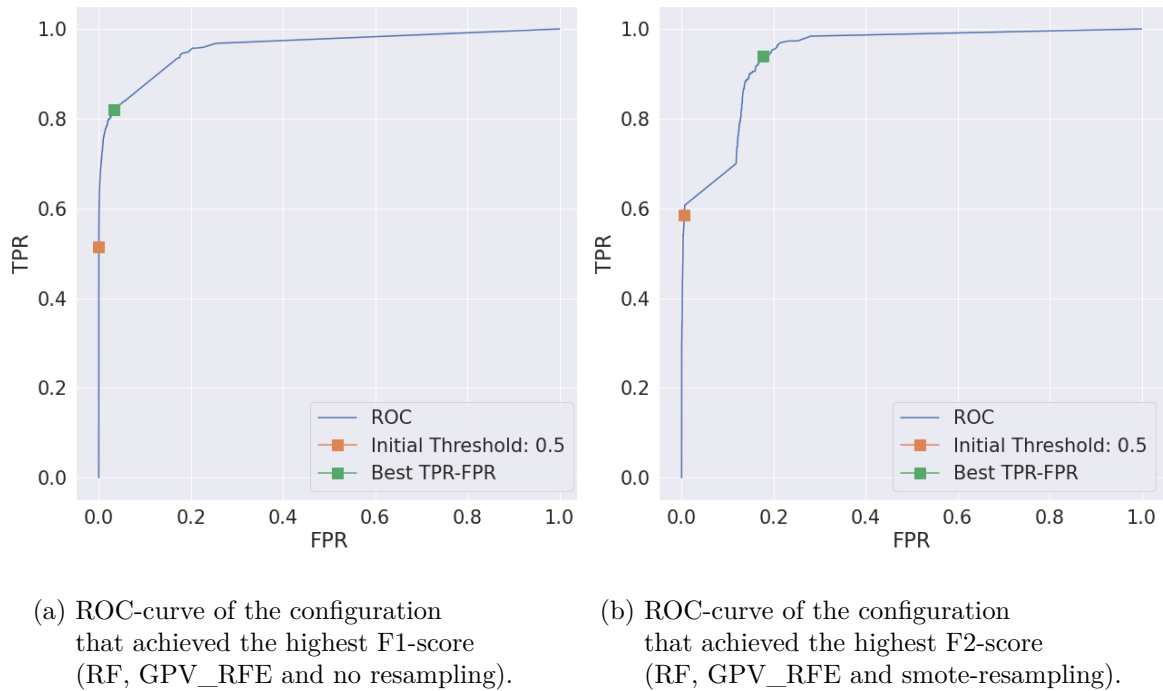 1.0
0.8
0.6
0.4
0.2
0.0
TPR
0.0 0.2 0.4 0.6 0.8 1.0
FPR
ROC
Initial Threshold: 0.5
Best TPR-FPR
(a) ROC-curve of the configuration
that achieved the highest F1-score
(RF, GPV_RFE and no resampling).
1.0
0.8
0.6
0.4
0.2
0.0
TPR
0.0 0.2 0.4 0.6 0.8 1.0
FPR
ROC
Initial Threshold: 0.5
Best TPR-FPR
(b) ROC-curve of the configuration
that achieved the highest F2-score
(RF, GPV_RFE and smote-resampling).